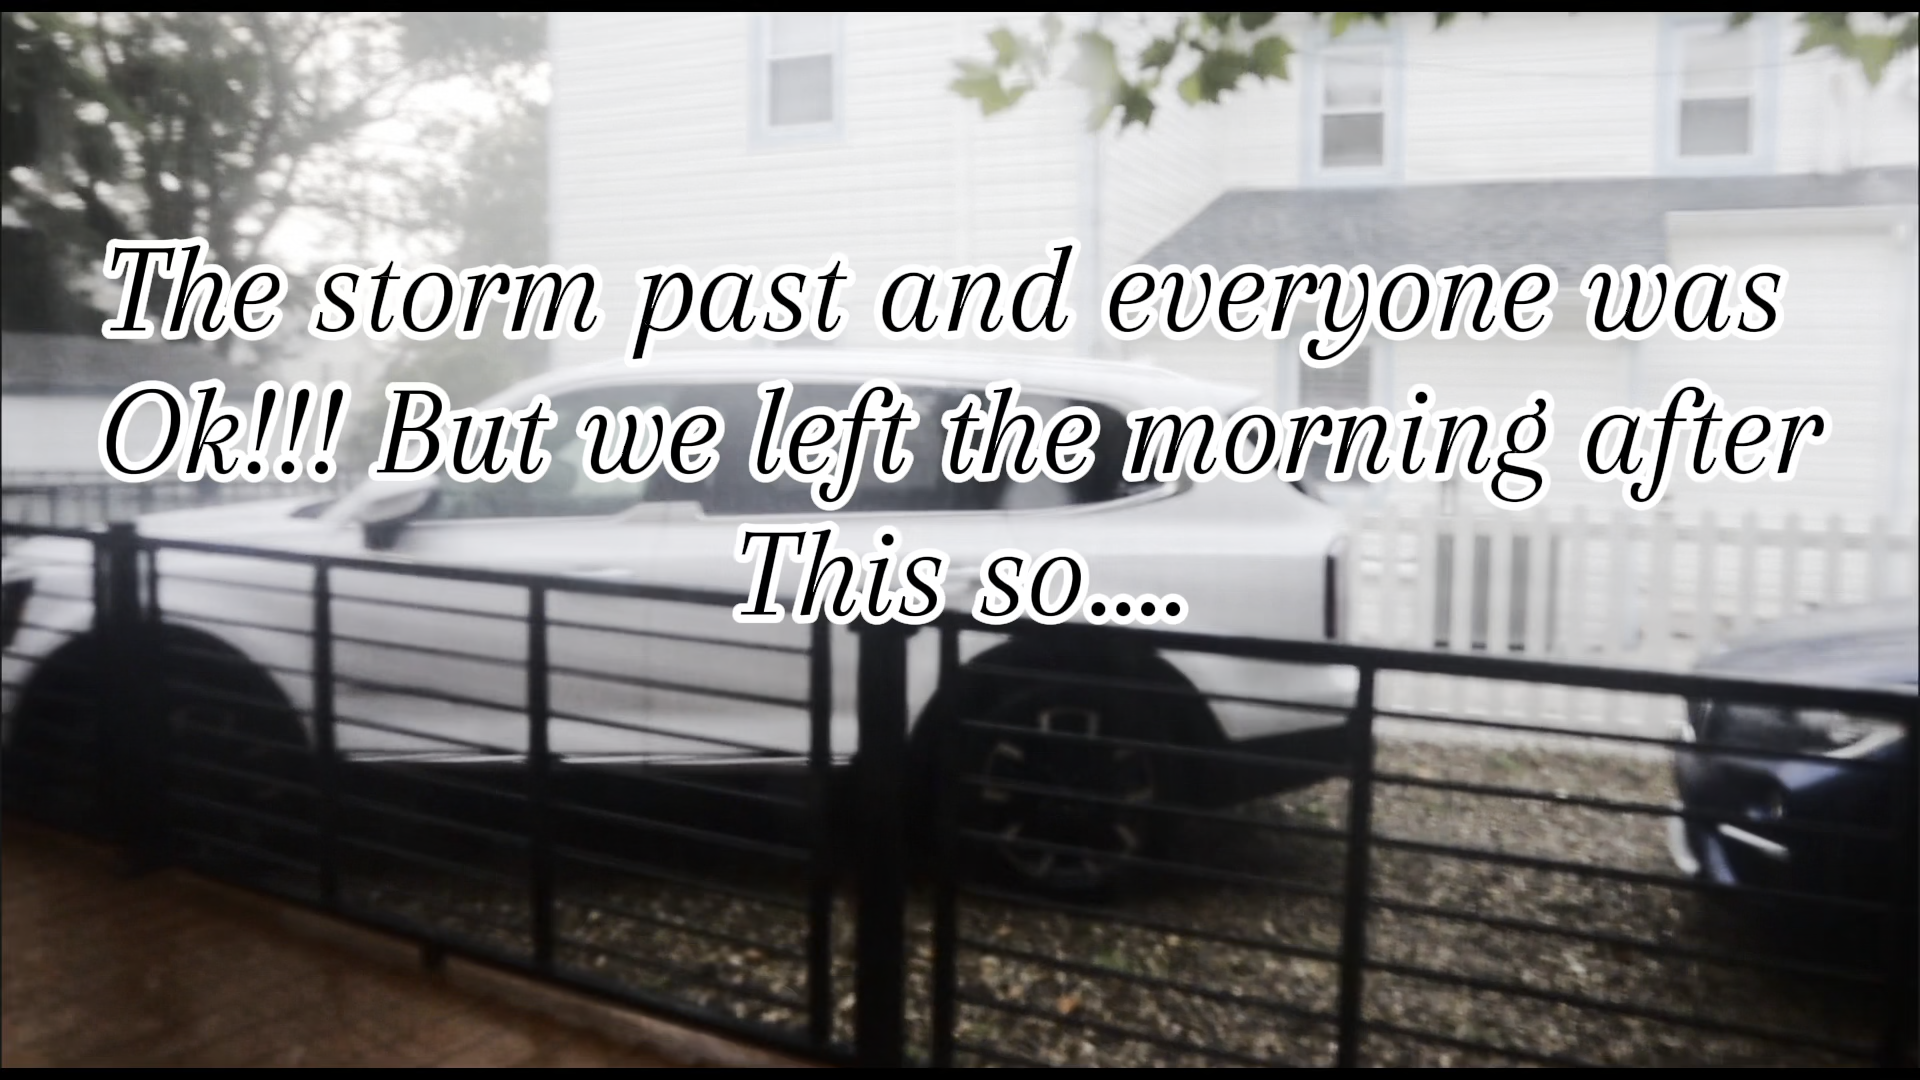 The storm past and everyone was
Ok!!! But we left the morning after
This so....